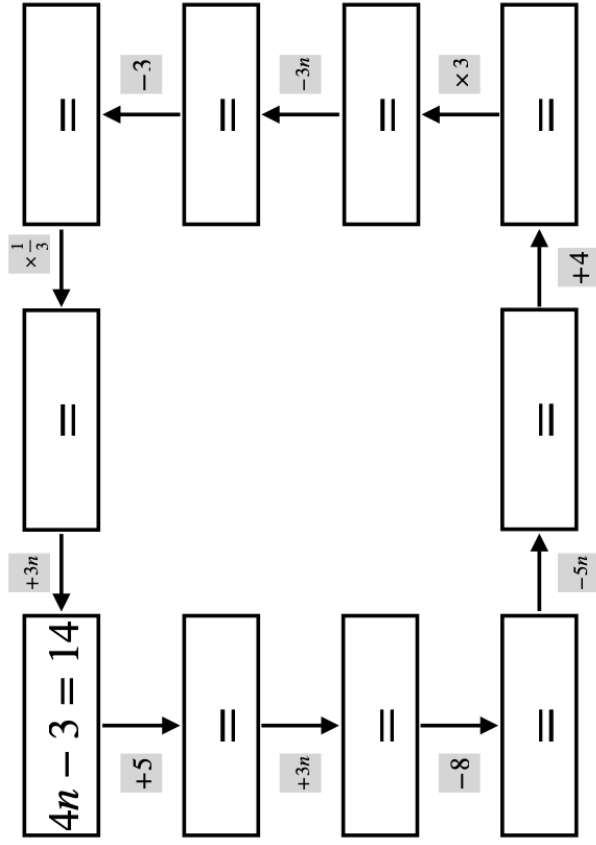 +3n × 1/3
4n − 3 = 14 = =
+5 −3
= =
+3n −3n
= =
−8 × 3
= = =
−5n +4